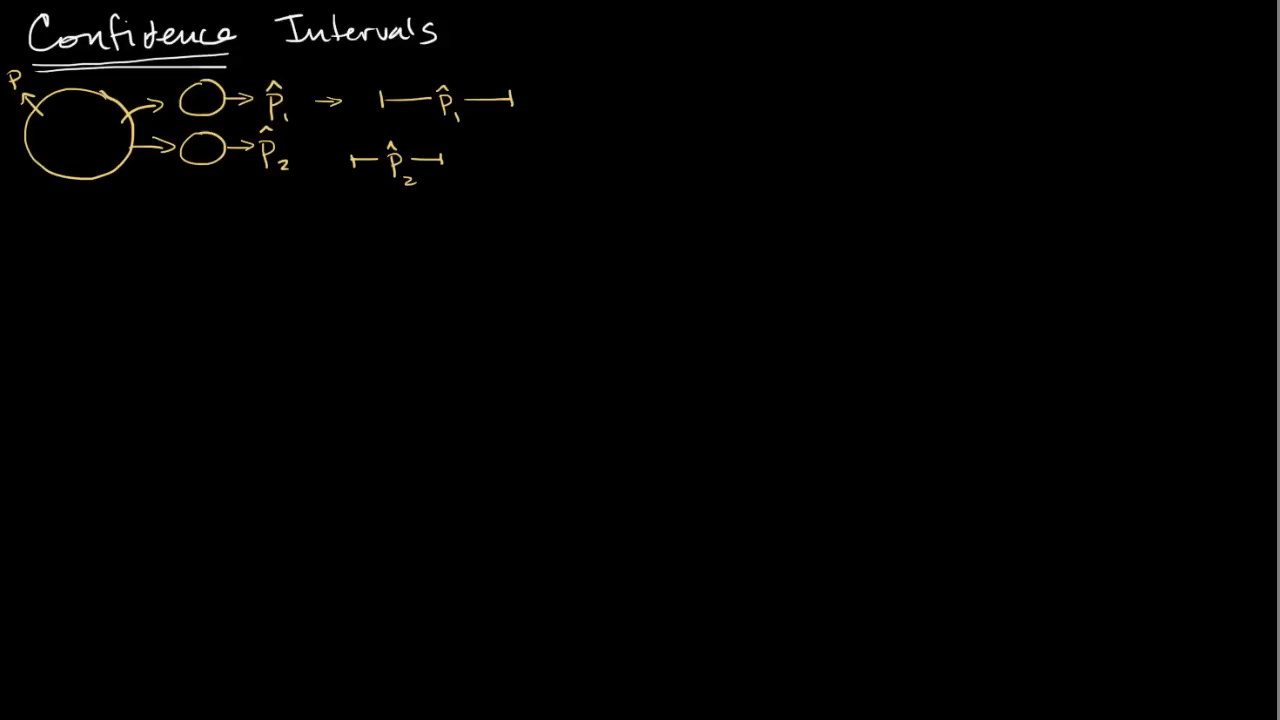 Confidence Intervals
P
P̂₁ → P̂₁
P̂₂ P̂₂